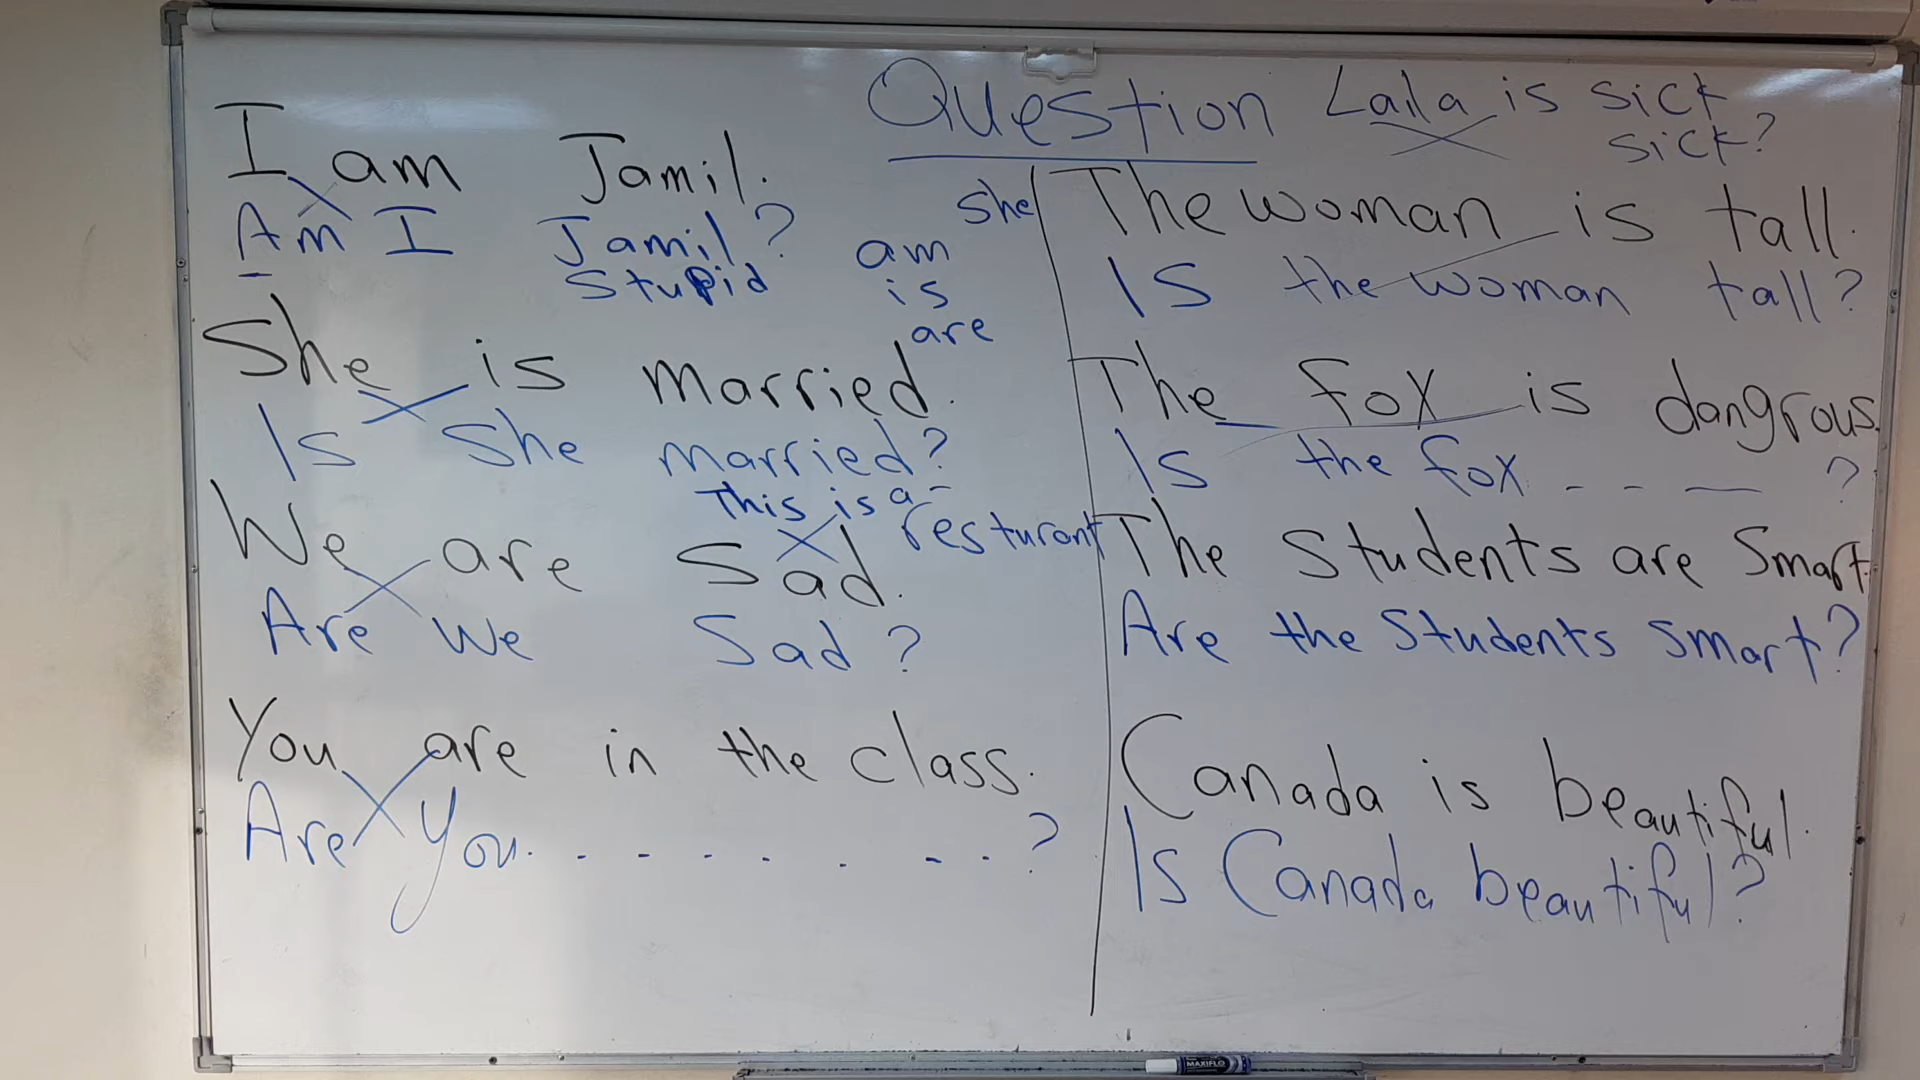 Question
Laila is sick
sick?
I am Jamil.
Am I Jamil?
Stupid
am
is
are
She is married.
Is she married?
This is a
resturant
We are Sad.
Are we Sad?
You are in the class.
Are you. . - - - . - - . . ?
she
The woman is tall.
Is the woman tall?
The fox is dangrous.
Is the fox - - — ?
The Students are Smart.
Are the Students Smart?
Canada is beautiful.
Is Canada beautiful?
MAXIFLO